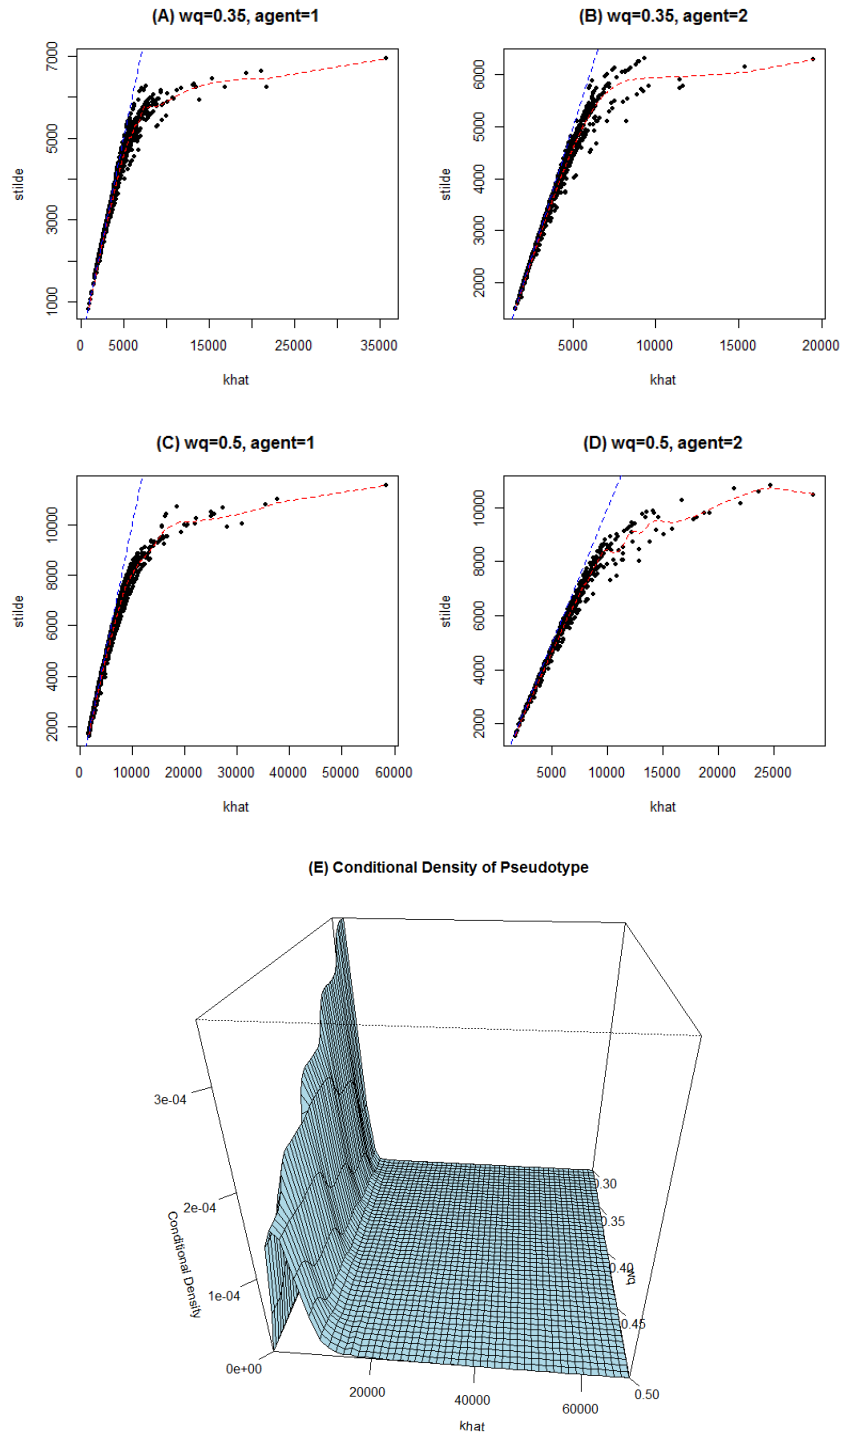 (A) wq=0.35, agent=1
(B) wq=0.35, agent=2
7000
5000
3000
1000
stilde
0 5000 15000 25000 35000
khat
6000
5000
4000
3000
2000
stilde
5000 10000 15000 20000
khat
(C) wq=0.5, agent=1
(D) wq=0.5, agent=2
10000
8000
6000
4000
2000
stilde
0 10000 20000 30000 40000 50000 60000
khat
10000
8000
6000
4000
2000
stilde
5000 10000 15000 20000 25000
khat
(E) Conditional Density of Pseudotype
3e-04
2e-04
1e-04
0e+00
Conditional Density
20000 40000 60000
khat
0.30
0.35
0.40
0.45
0.50
wq